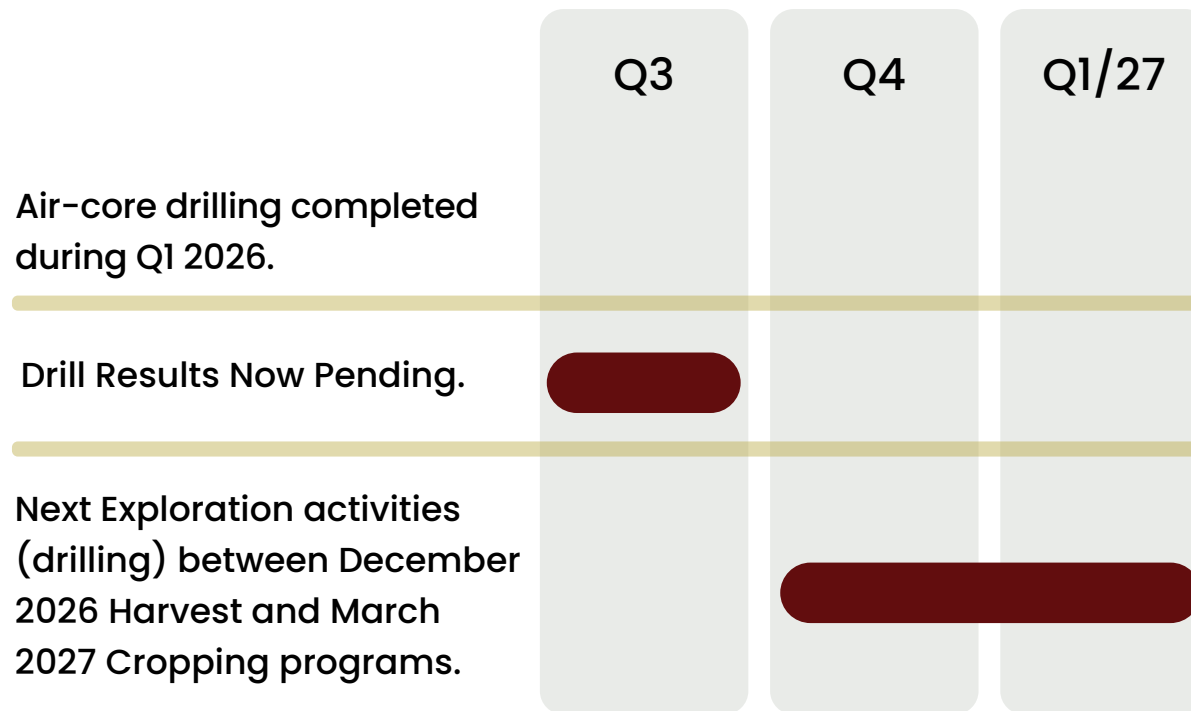 Q3 Q4 Q1/27
Air-core drilling completed
during Q1 2026.
Drill Results Now Pending.
Next Exploration activities
(drilling) between December
2026 Harvest and March
2027 Cropping programs.